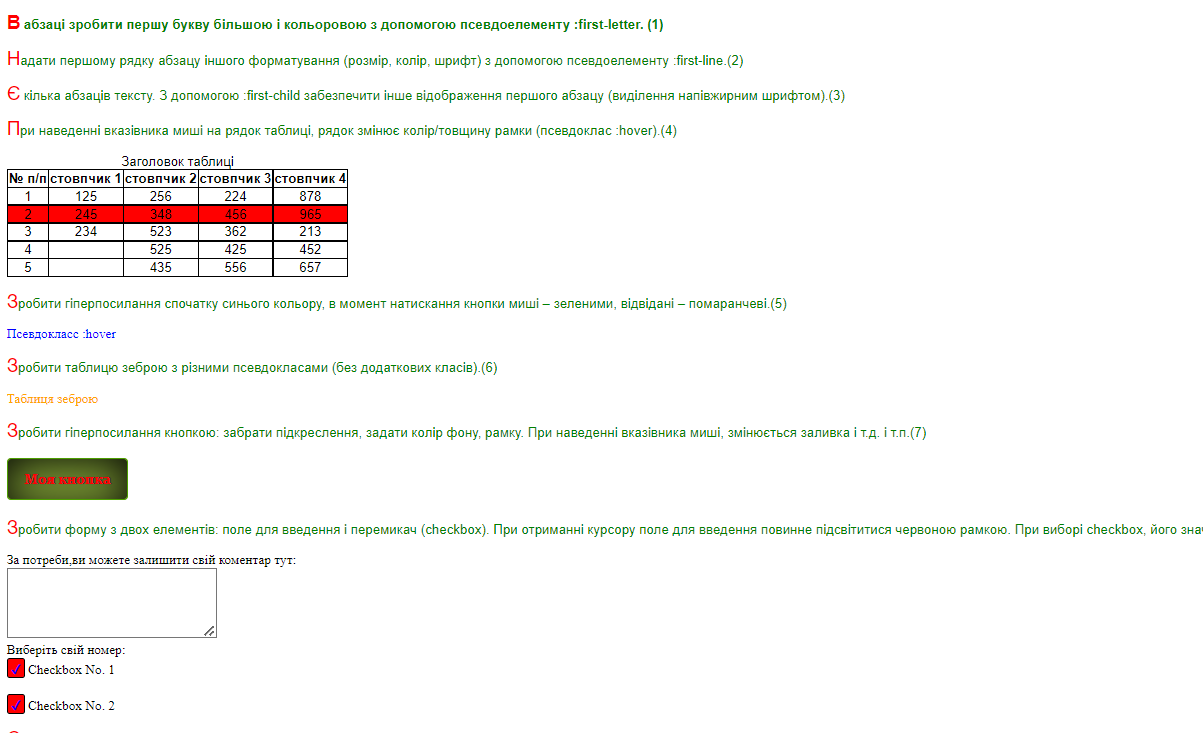 В абзаці зробити першу букву більшою і кольоровою з допомогою псевдоелементу :first-letter. (1)
Надати першому рядку абзацу іншого форматування (розмір, колір, шрифт) з допомогою псевдоелементу :first-line.(2)
Є кілька абзаців тексту. З допомогою :first-child забезпечити інше відображення першого абзацу (виділення напівжирним шрифтом).(3)
При наведенні вказівника миші на рядок таблиці, рядок змінює колір/товщину рамки (псевдоклас :hover).(4)
Заголовок таблиці
№ п/п стовпчик 1 стовпчик 2 стовпчик 3 стовпчик 4
1 125 256 224 878
2 245 348 456 965
3 234 523 362 213
4 525 425 452
5 435 556 657
Зробити гіперпосилання спочатку синього кольору, в момент натискання кнопки миші – зеленими, відвідані – помаранчеві.(5)
Псевдокласс :hover
Зробити таблицю зеброю з різними псевдокласами (без додаткових класів).(6)
Таблиця зеброю
Зробити гіперпосилання кнопкою: забрати підкреслення, задати колір фону, рамку. При наведенні вказівника миші, змінюється заливка і т.д. і т.п.(7)
Моя кнопка
Зробити форму з двох елементів: поле для введення і перемикач (checkbox). При отриманні курсору поле для введення повинне підсвітитися червоною рамкою. При виборі checkbox, його знач
За потреби,ви можете залишити свій коментар тут:
Виберіть свій номер:
✓ Checkbox No. 1
✓ Checkbox No. 2